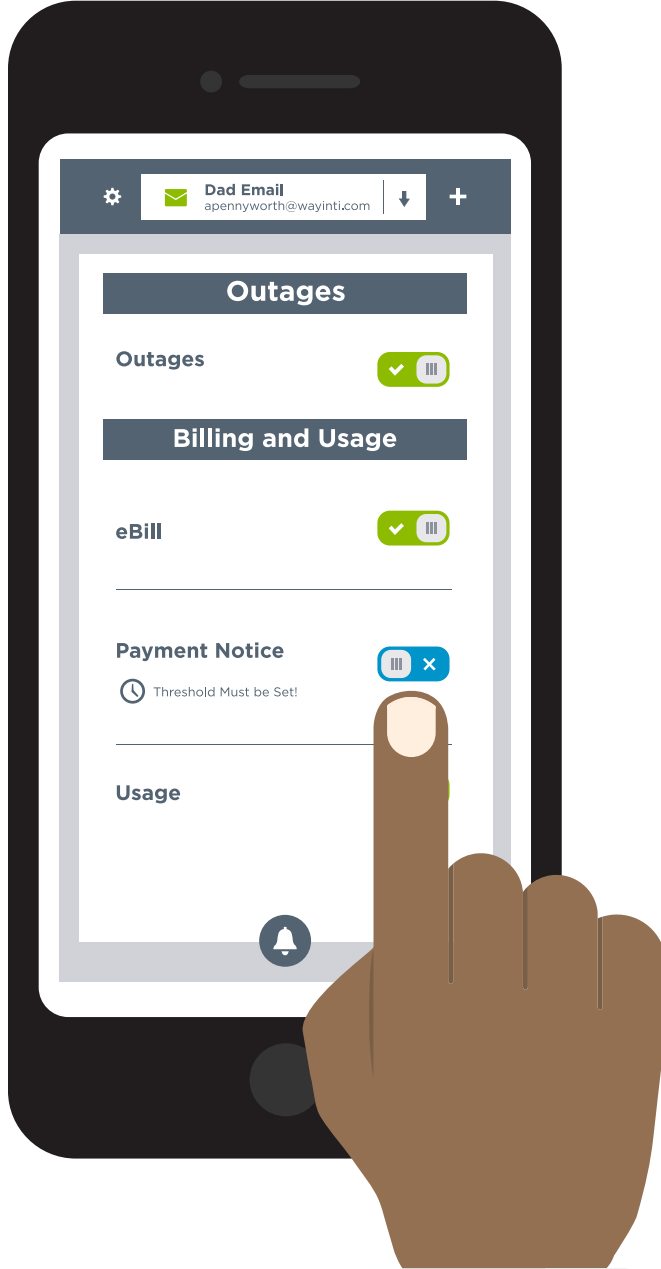 Dad Email
apennyworth@wayinti.com
Outages
Outages
Billing and Usage
eBill
Payment Notice
Threshold Must be Set!
Usage